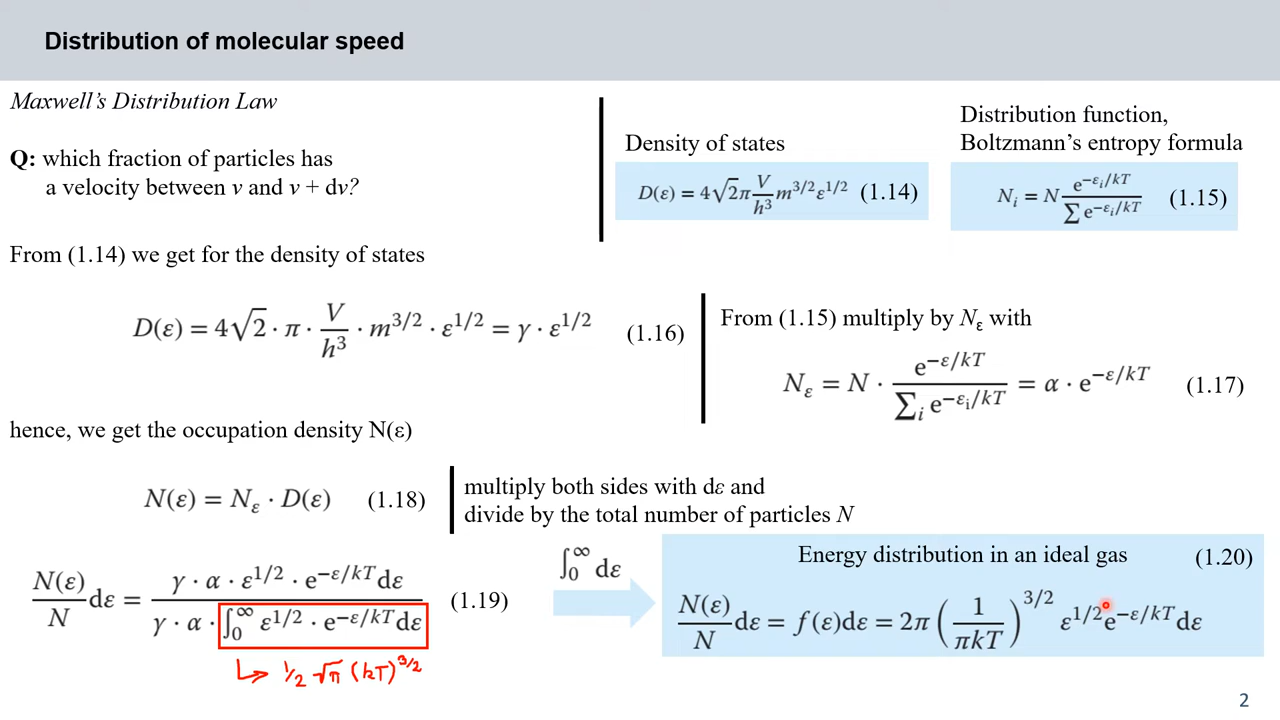 Distribution of molecular speed
Maxwell's Distribution Law
Q: which fraction of particles has
a velocity between v and v + dv?
Density of states
D(ε) = 4√2π V/h³ m^3/2 ε^1/2 (1.14)
Distribution function,
Boltzmann's entropy formula
N_i = N e^−ε_i/kT / ∑ e^−ε_i/kT (1.15)
From (1.14) we get for the density of states
D(ε) = 4√2 · π · V/h³ · m^3/2 · ε^1/2 = γ · ε^1/2 (1.16)
From (1.15) multiply by N_ε with
N_ε = N · e^−ε/kT / ∑_i e^−ε_i/kT = α · e^−ε/kT (1.17)
hence, we get the occupation density N(ε)
N(ε) = N_ε · D(ε) (1.18)
multiply both sides with dε and
divide by the total number of particles N
N(ε)/N dε = γ · α · ε^1/2 · e^−ε/kT dε / γ · α · ∫_0^∞ ε^1/2 · e^−ε/kT dε (1.19)
↳ 1/2 √π (kT)^3/2
∫_0^∞ dε
Energy distribution in an ideal gas (1.20)
N(ε)/N dε = f(ε)dε = 2π (1/πkT)^3/2 ε^1/2 e^−ε/kT dε
2